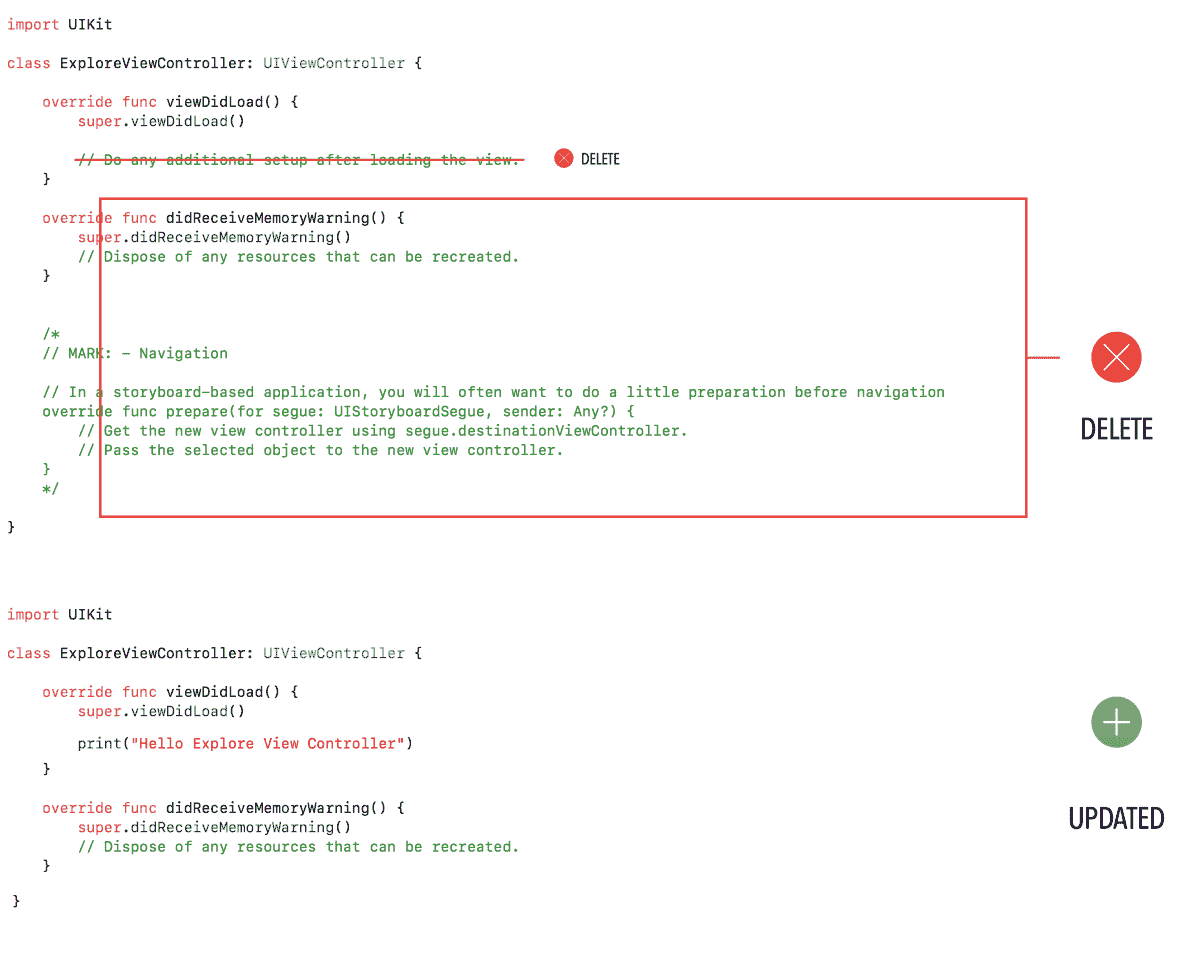 import UIKit
class ExploreViewController: UIViewController {
override func viewDidLoad() {
super.viewDidLoad()
// Do any additional setup after loading the view.
DELETE
}
override func didReceiveMemoryWarning() {
super.didReceiveMemoryWarning()
// Dispose of any resources that can be recreated.
}
/*
// MARK: - Navigation
// In a storyboard-based application, you will often want to do a little preparation before navigation
override func prepare(for segue: UIStoryboardSegue, sender: Any?) {
// Get the new view controller using segue.destinationViewController.
// Pass the selected object to the new view controller.
}
*/
}
DELETE
import UIKit
class ExploreViewController: UIViewController {
override func viewDidLoad() {
super.viewDidLoad()
print("Hello Explore View Controller")
}
override func didReceiveMemoryWarning() {
super.didReceiveMemoryWarning()
// Dispose of any resources that can be recreated.
}
}
UPDATED